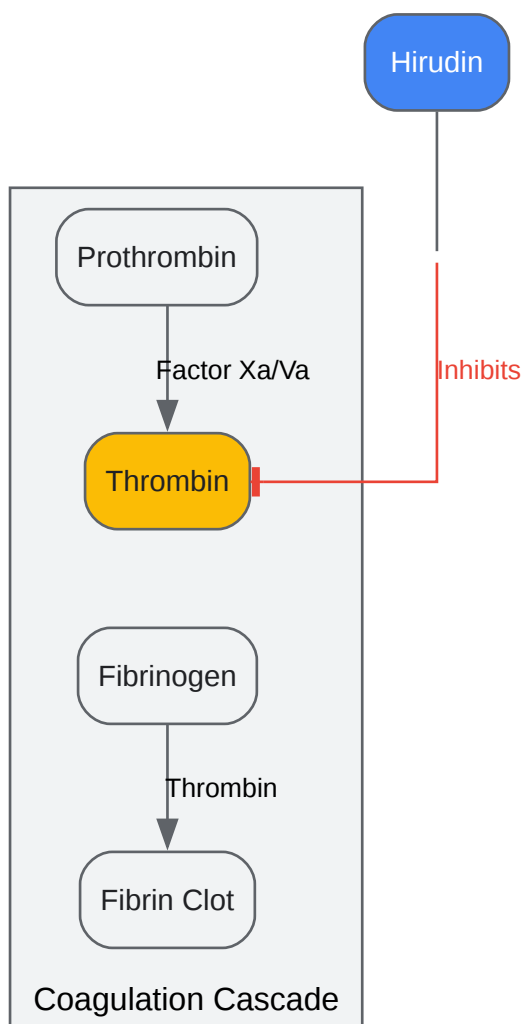 Hirudin
Prothrombin
Factor Xa/Va
Inhibits
Thrombin
Fibrinogen
Thrombin
Fibrin Clot
Coagulation Cascade